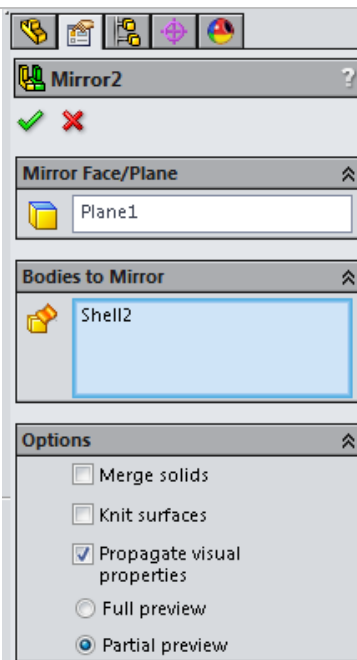 Mirror2
?
Mirror Face/Plane
Plane1
Bodies to Mirror
Shell2
Options
Merge solids
Knit surfaces
Propagate visual
properties
Full preview
Partial preview